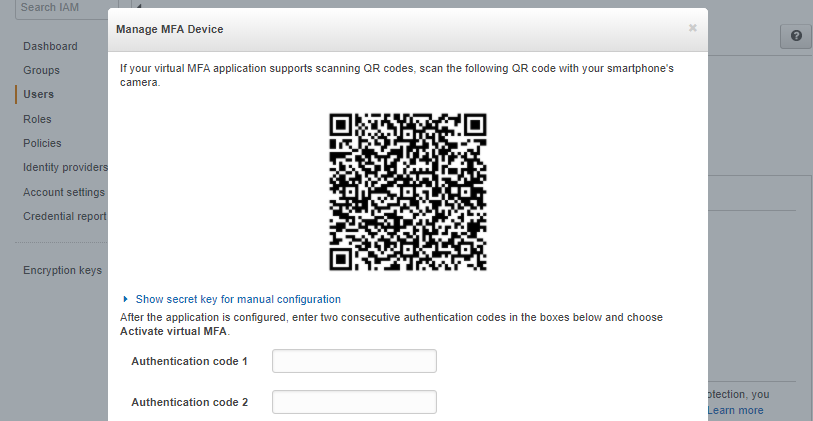 Search IAM
Manage MFA Device
Dashboard
Groups
Users
Roles
Policies
Identity providers
Account settings
Credential report
Encryption keys
If your virtual MFA application supports scanning QR codes, scan the following QR code with your smartphone's
camera.
Show secret key for manual configuration
After the application is configured, enter two consecutive authentication codes in the boxes below and choose
Activate virtual MFA.
Authentication code 1
Authentication code 2
otection, you
Learn more